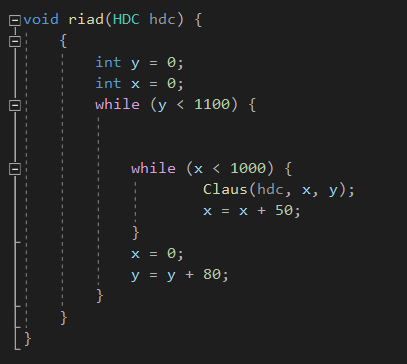 void riad(HDC hdc) {
{
int y = 0;
int x = 0;
while (y < 1100) {
while (x < 1000) {
Claus(hdc, x, y);
x = x + 50;
}
x = 0;
y = y + 80;
}
}
}